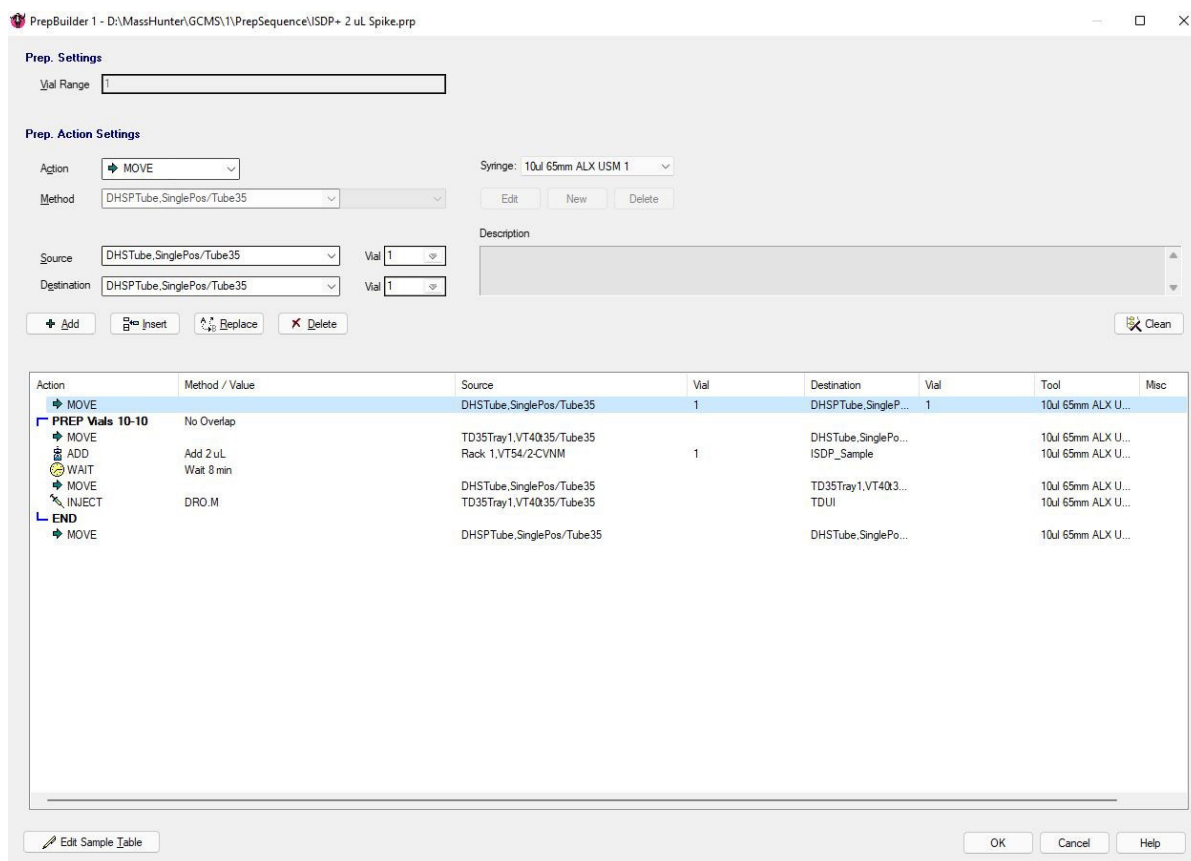 PrepBuilder 1 - D:\MassHunter\GCMS\1\PrepSequence\ISDP+ 2 uL Spike.prp
Prep. Settings
Vial Range 1
Prep. Action Settings
Action MOVE Syringe: 10ul 65mm ALX USM 1
Method DHSPTube,SinglePos/Tube35 Edit New Delete
Description
Source DHSTube,SinglePos/Tube35 Vial 1
Destination DHSPTube,SinglePos/Tube35 Vial 1
Add Insert Replace Delete Clean
Action Method / Value Source Vial Destination Vial Tool Misc
MOVE DHSTube,SinglePos/Tube35 1 DHSPTube,SingleP... 1 10ul 65mm ALX U...
PREP Vials 10-10 No Overlap
MOVE TD35Tray1,VT40t35/Tube35 DHSTube,SinglePo... 10ul 65mm ALX U...
ADD Add 2 uL Rack 1,VT54/2-CVNM 1 ISDP_Sample 10ul 65mm ALX U...
WAIT Wait 8 min
MOVE DHSTube,SinglePos/Tube35 TD35Tray1,VT40t3... 10ul 65mm ALX U...
INJECT DRO.M TD35Tray1,VT40t35/Tube35 TDUI 10ul 65mm ALX U...
END
MOVE DHSPTube,SinglePos/Tube35 DHSTube,SinglePo... 10ul 65mm ALX U...
Edit Sample Table OK Cancel Help